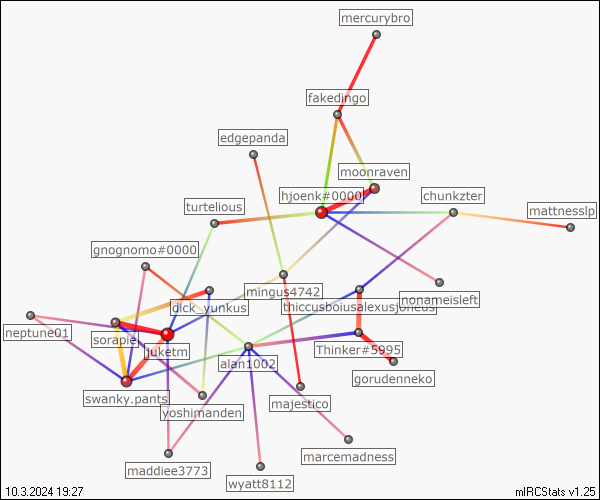 mercurybro
fakedingo
edgepanda
moonraven
hjoenk#0000
chunkzter
turtelious
mattnesslp
gnognomo#0000
mingus4742
nonameisleft
dick_yunkus
neptune01
sorapie
juketm
Thinker#5995
alan1002
gorudenneko
swanky.pants
majestico
yoshimanden
marcemadness
maddiee3773
wyatt8112
10.3.2024 19:27
mIRCStats v1.25